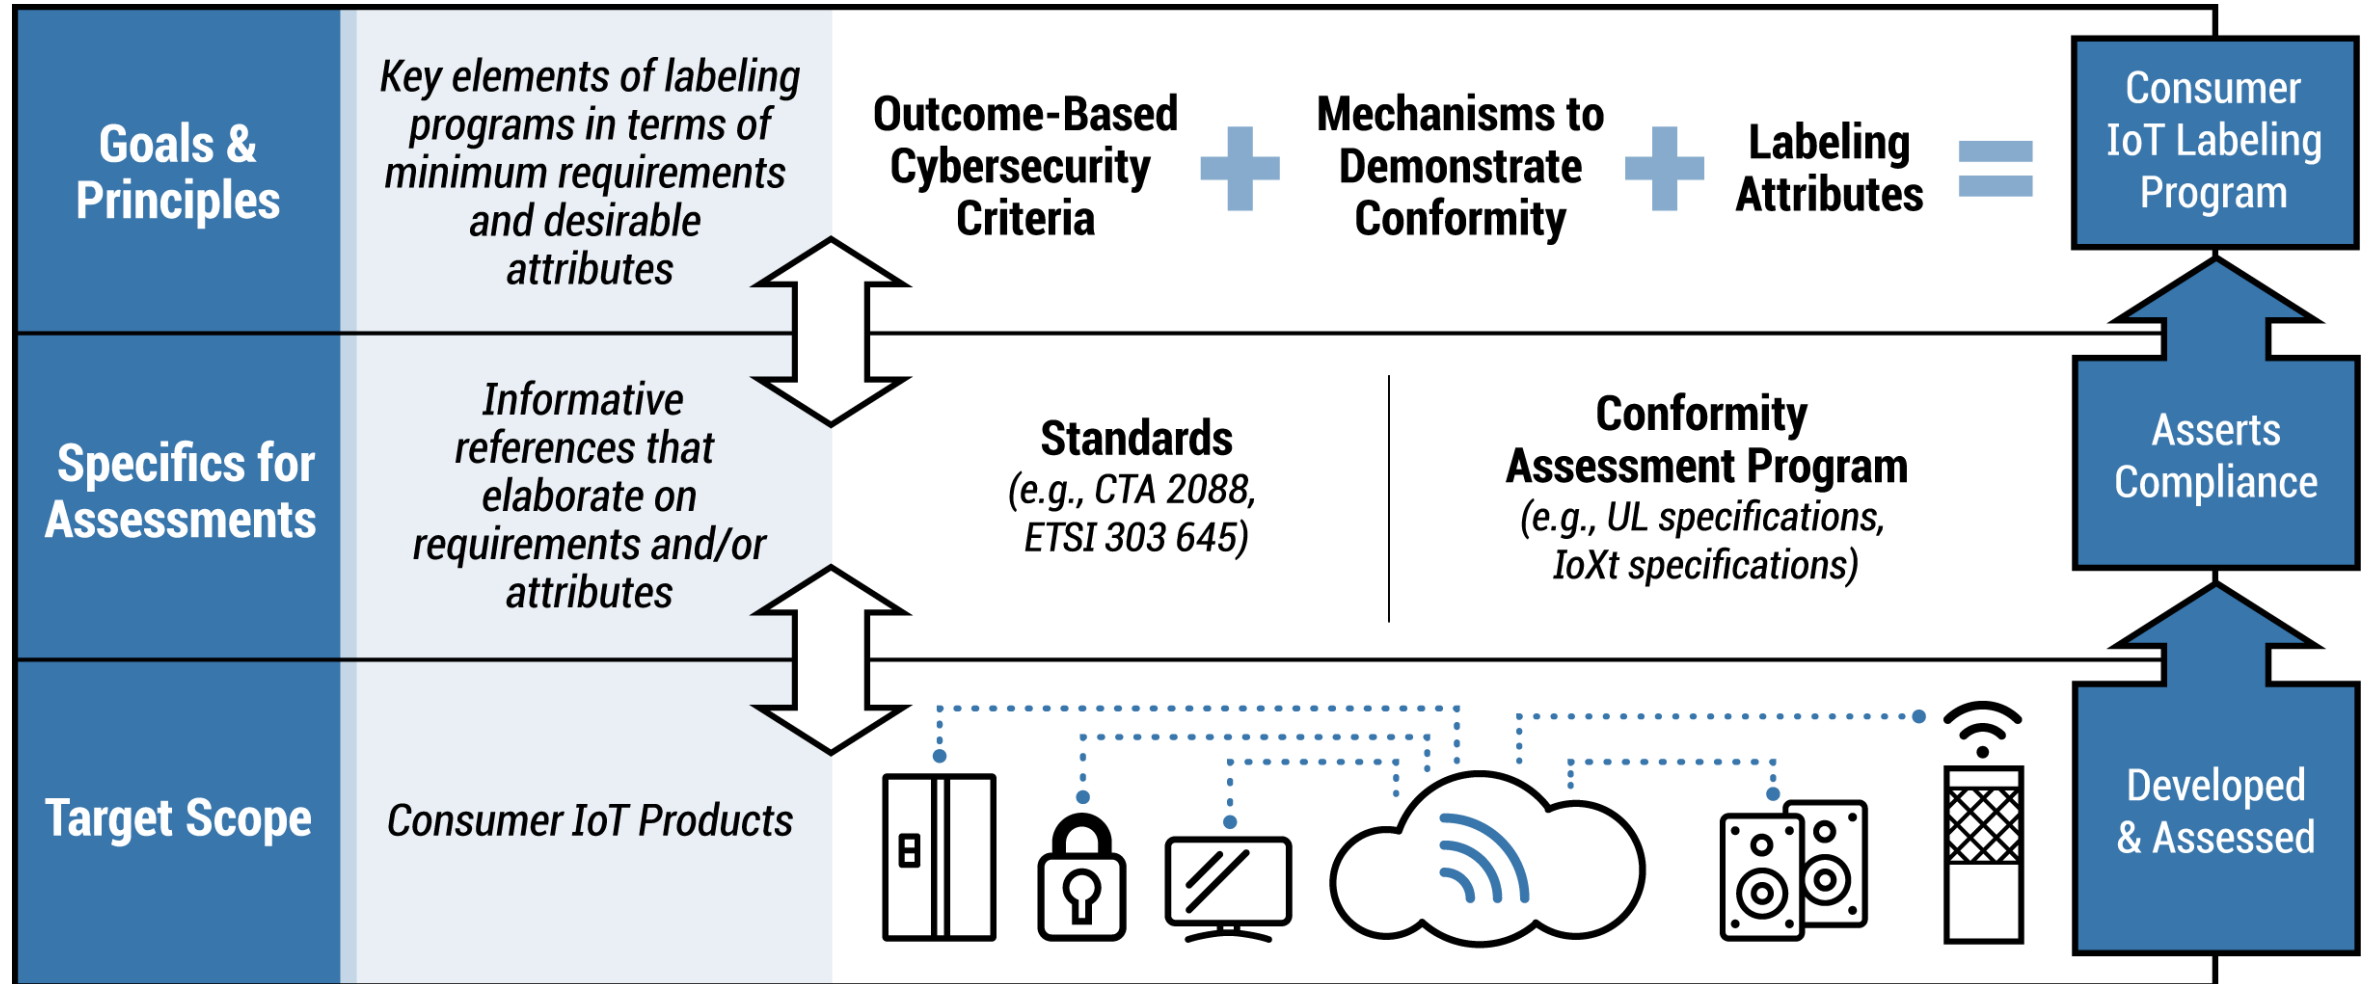 Goals &
Principles
Key elements of labeling
programs in terms of
minimum requirements
and desirable
attributes
Outcome-Based
Cybersecurity
Criteria
Mechanisms to
Demonstrate
Conformity
Labeling
Attributes
Consumer
IoT Labeling
Program
Specifics for
Assessments
Informative
references that
elaborate on
requirements and/or
attributes
Standards
(e.g., CTA 2088,
ETSI 303 645)
Conformity
Assessment Program
(e.g., UL specifications,
IoXt specifications)
Asserts
Compliance
Target Scope
Consumer IoT Products
Developed
& Assessed